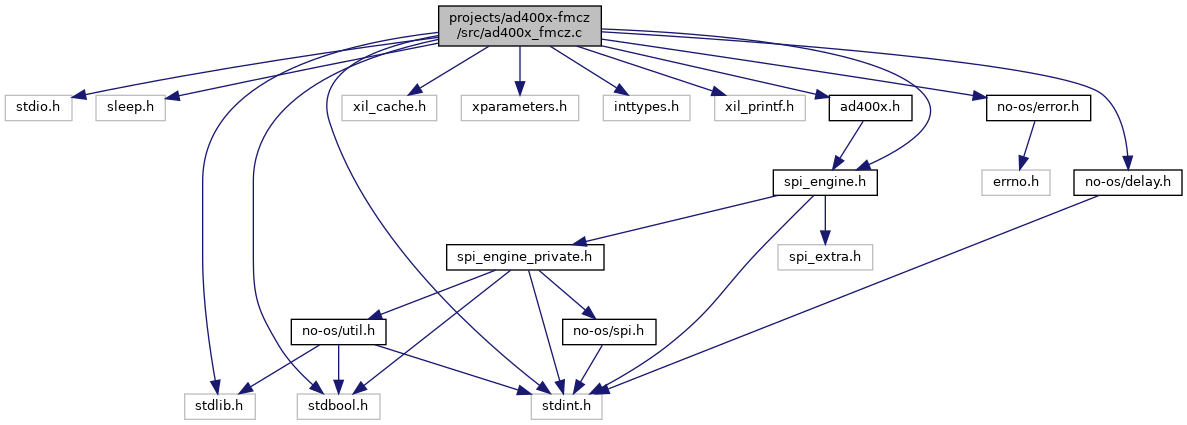 projects/ad400x-fmcz
/src/ad400x_fmcz.c
stdio.h
sleep.h
xil_cache.h
xparameters.h
inttypes.h
xil_printf.h
ad400x.h
no-os/error.h
spi_engine.h
errno.h
no-os/delay.h
spi_engine_private.h
spi_extra.h
no-os/util.h
no-os/spi.h
stdlib.h
stdbool.h
stdint.h